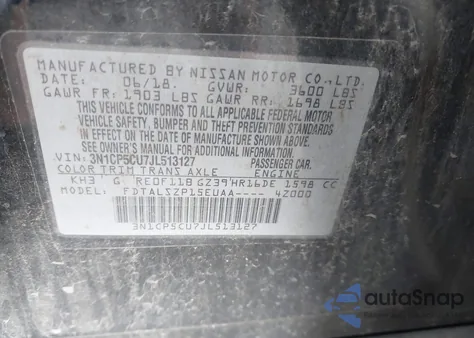 MANUFACTURED BY NISSAN MOTOR CO., LTD.
DATE: 06/18. GVWR: 3600 LBS
GAWR FR: 1903 LBS GAWR RR: 1698 LBS
THIS VEHICLE CONFORMS TO ALL APPLICABLE FEDERAL MOTOR
VEHICLE SAFETY, BUMPER AND THEFT PREVENTION STANDARDS
IN EFFECT ON THE DATE OF MANUFACTURE SHOWN ABOVE.
SEE OWNER'S MANUAL FOR ADDITIONAL INFORMATION.
VIN: 3N1CP5CU7JL513127 PASSENGER CAR.
COLOR TRIM TRANS AXLE ENGINE
KH3 G RE0F11B GZ39 HR16DE 1598 CC
MODEL: FDTALSZP15EUAA---- 4Z000
3N1CP5CU7JL513127
autoSnap